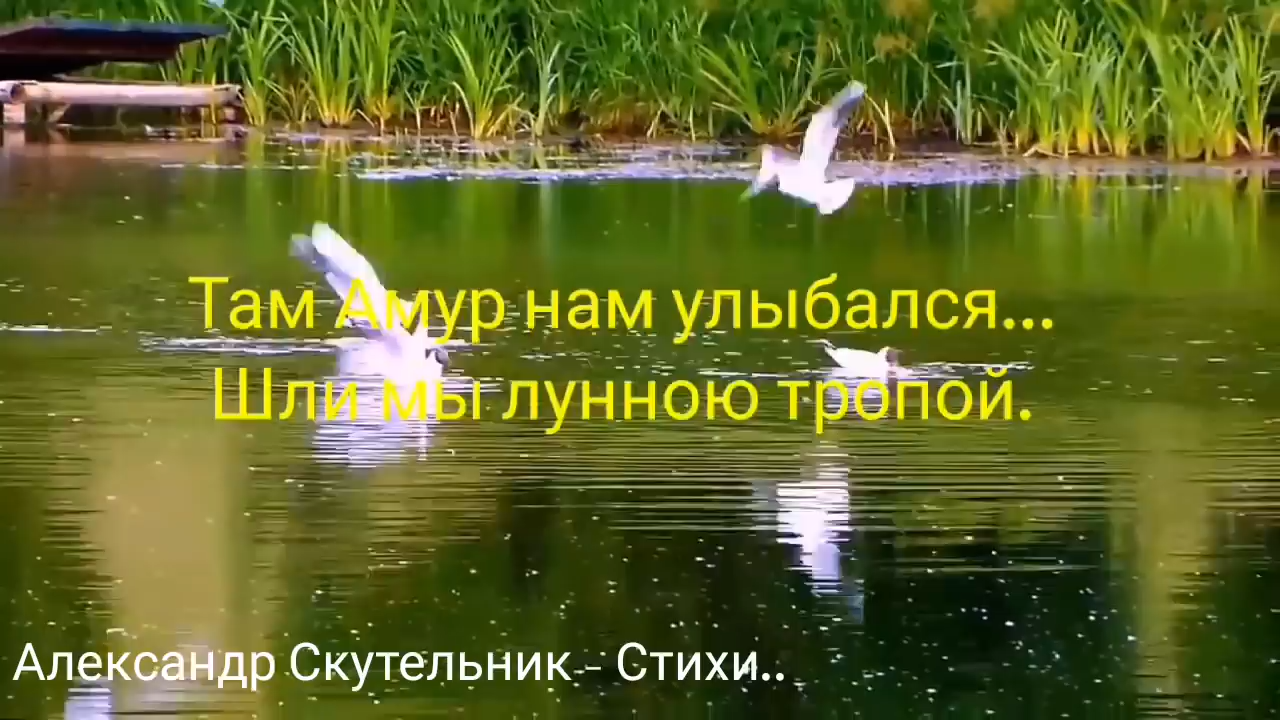 Там Амур нам улыбался...
Шли мы лунною тропой.
Александр Скутельник - Стихи..